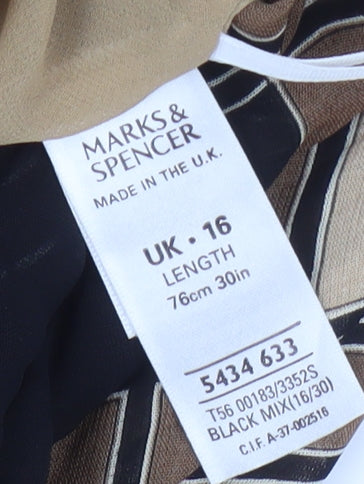 MARKS &
SPENCER
MADE IN THE U.K.
UK • 16
LENGTH
76cm 30in
5434 633
T56 00183/3352S
BLACK MIX(16/30)
C.I.F. A-37-002516